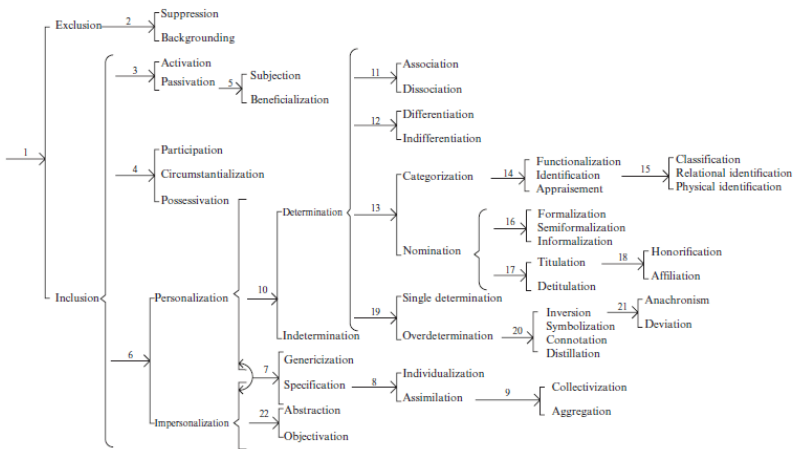 Exclusion 2 Suppression
Backgrounding
3 Activation
Passivation 5 Subjection
Beneficialization
11 Association
Dissociation
12 Differentiation
Indifferentiation
1
4 Participation
Circumstantialization
Possessivation
Categorization 14 Functionalization
Identification
Appraisement
15 Classification
Relational identification
Physical identification
Determination
13
Nomination
16 Formalization
Semiformalization
Informalization
17 Titulation 18 Honorification
Affiliation
Detitulation
Inclusion
Personalization 10
19 Single determination
Overdetermination 20 Inversion
Symbolization
Connotation
Distillation
21 Anachronism
Deviation
Indetermination
6
7 Genericization
Specification 8 Individualization
Assimilation 9 Collectivization
Aggregation
Impersonalization 22 Abstraction
Objectivation